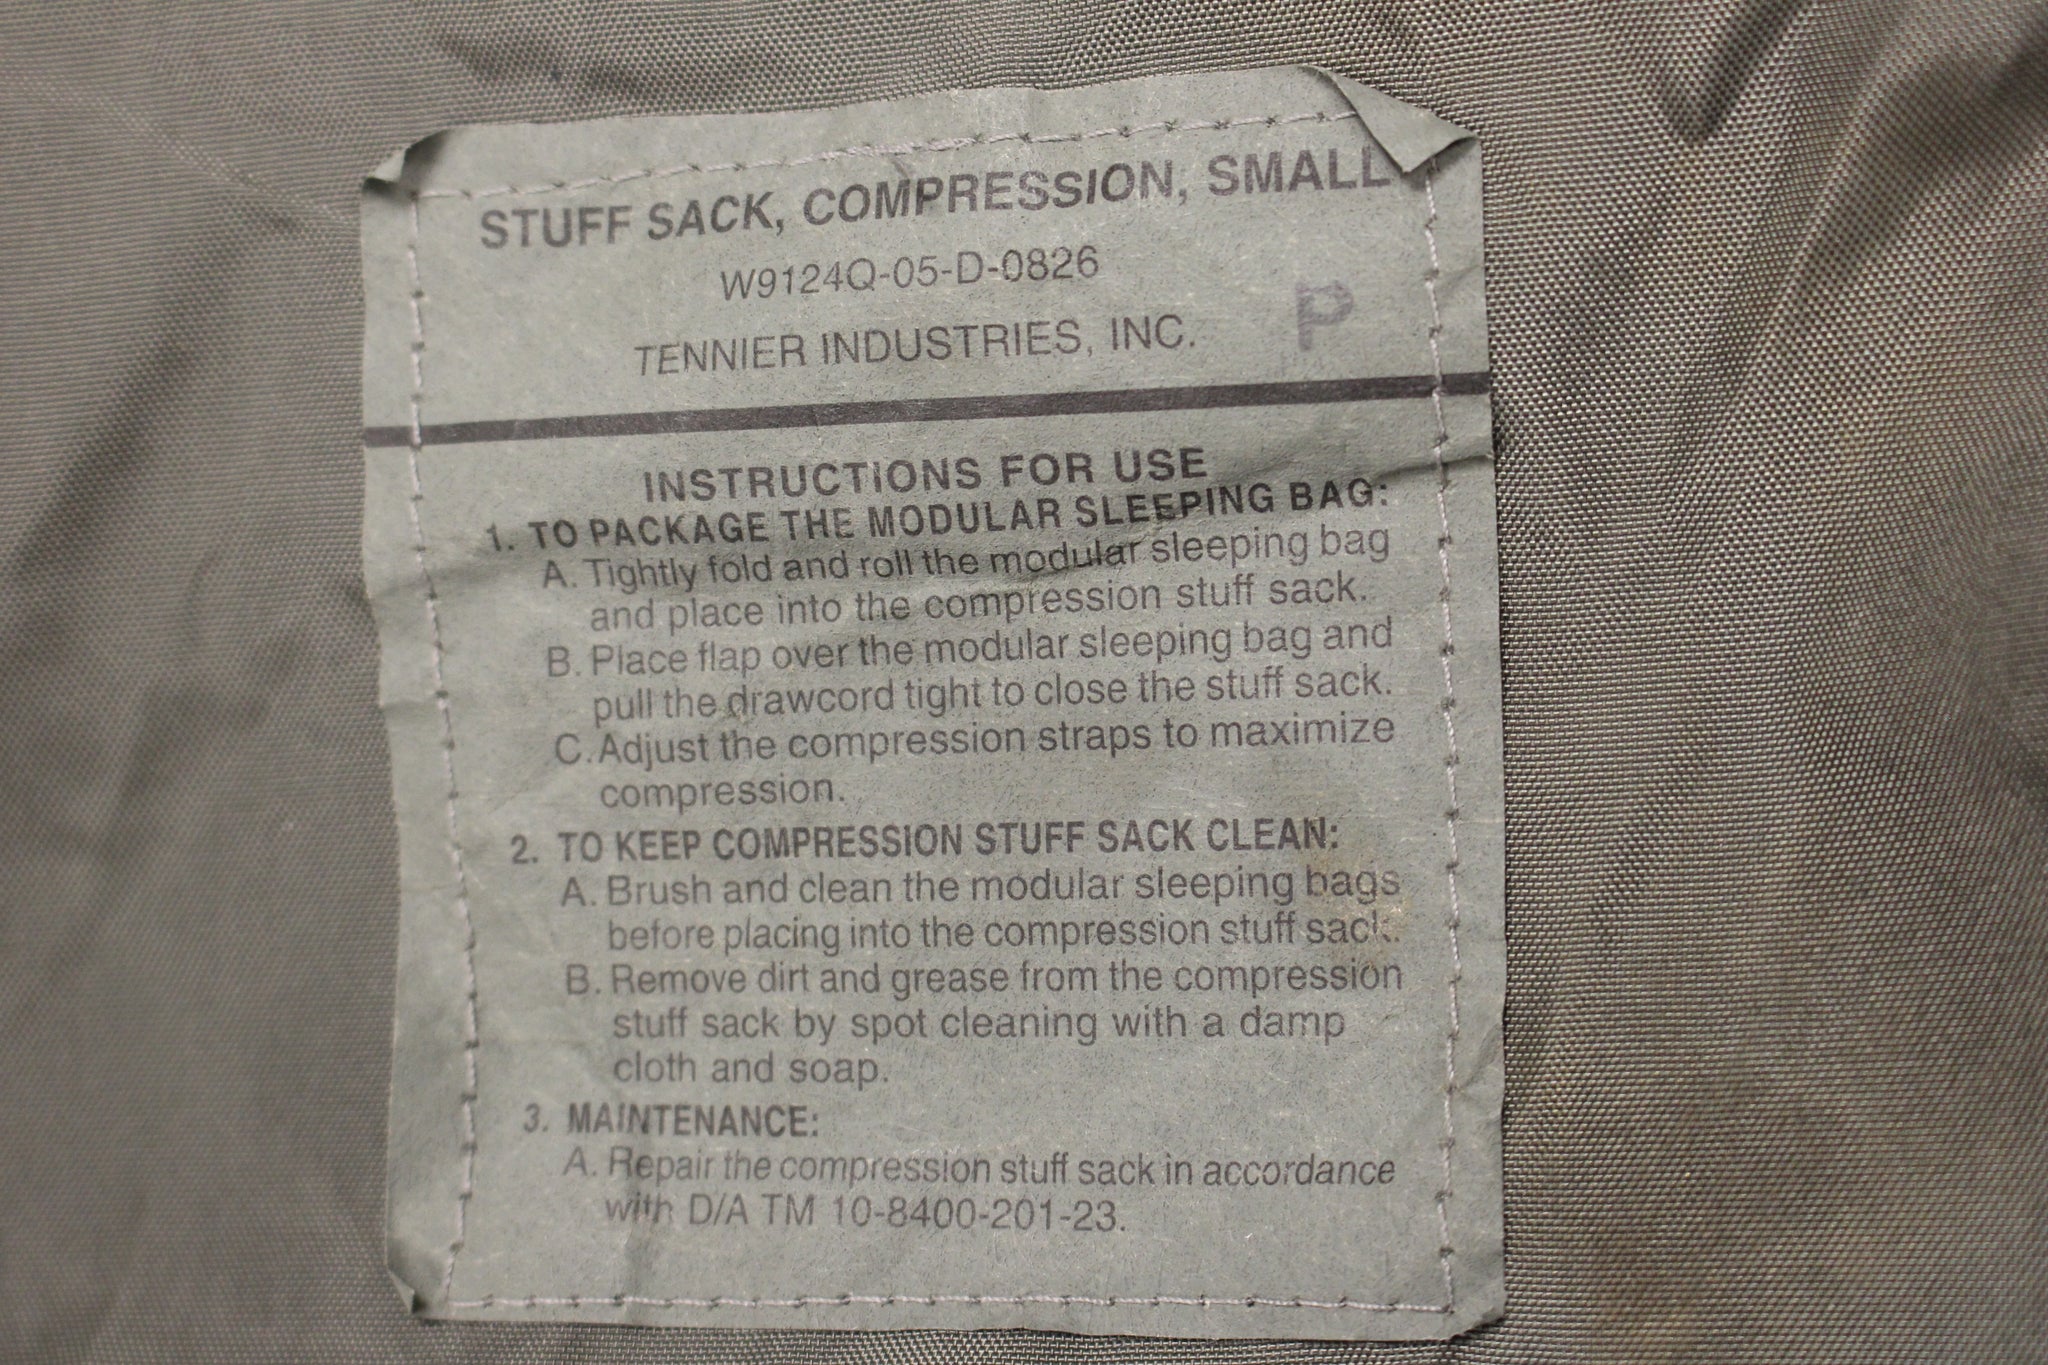 STUFF SACK, COMPRESSION, SMALL
W9124Q-05-D-0826
TENNIER INDUSTRIES, INC.
P
INSTRUCTIONS FOR USE
1. TO PACKAGE THE MODULAR SLEEPING BAG:
A. Tightly fold and roll the modular sleeping bag
and place into the compression stuff sack.
B. Place flap over the modular sleeping bag and
pull the drawcord tight to close the stuff sack.
C. Adjust the compression straps to maximize
compression.
2. TO KEEP COMPRESSION STUFF SACK CLEAN:
A. Brush and clean the modular sleeping bags
before placing into the compression stuff sack.
B. Remove dirt and grease from the compression
stuff sack by spot cleaning with a damp
cloth and soap.
3. MAINTENANCE:
A. Repair the compression stuff sack in accordance
with D/A TM 10-8400-201-23.